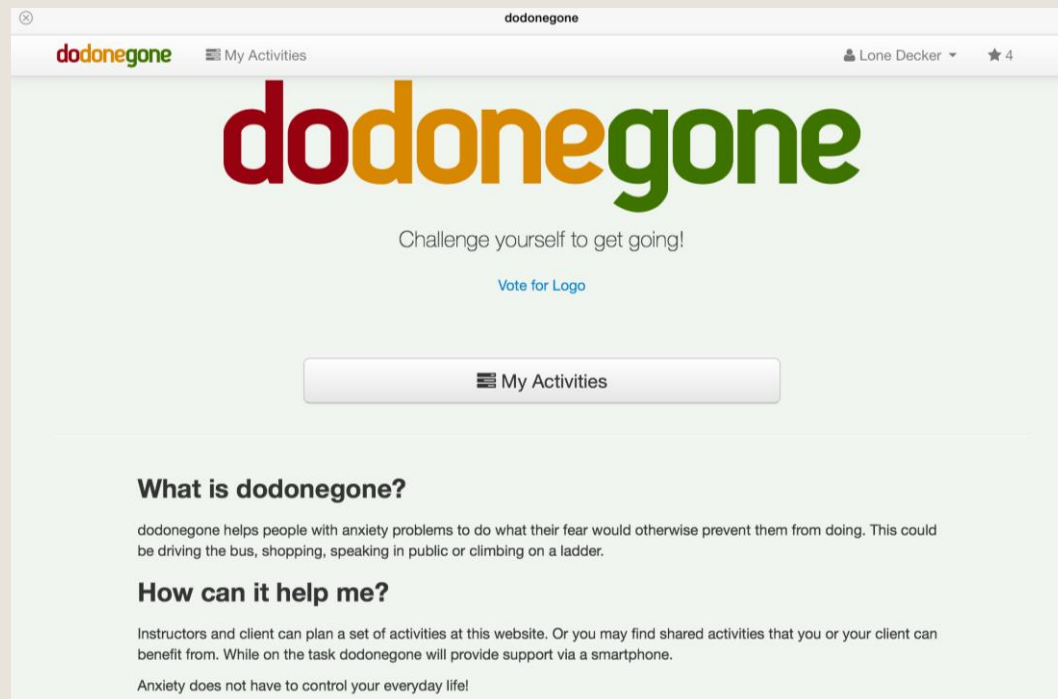 dodonegone
dodonegone My Activities Lone Decker 4
dodonegone
Challenge yourself to get going!
Vote for Logo
My Activities
What is dodonegone?
dodonegone helps people with anxiety problems to do what their fear would otherwise prevent them from doing. This could
be driving the bus, shopping, speaking in public or climbing on a ladder.
How can it help me?
Instructors and client can plan a set of activities at this website. Or you may find shared activities that you or your client can
benefit from. While on the task dodonegone will provide support via a smartphone.
Anxiety does not have to control your everyday life!